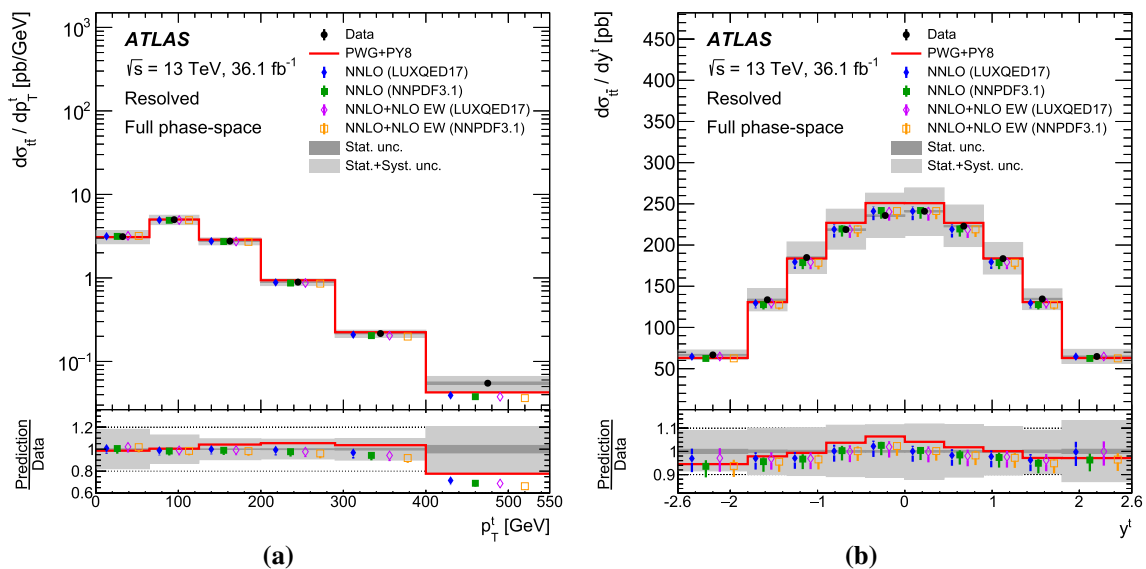 dσtt̄ / dpTt [pb/GeV]
10³
10²
10
1
10⁻¹
ATLAS
√s = 13 TeV, 36.1 fb⁻¹
Resolved
Full phase-space
Data
PWG+PY8
NNLO (LUXQED17)
NNLO (NNPDF3.1)
NNLO+NLO EW (LUXQED17)
NNLO+NLO EW (NNPDF3.1)
Stat. unc.
Stat.+Syst. unc.
Prediction
Data
1.2
1
0.8
0.6
0 100 200 300 400 500 550
pTt [GeV]
(a)
dσtt̄ / dyt [pb]
450
400
350
300
250
200
150
100
50
ATLAS
√s = 13 TeV, 36.1 fb⁻¹
Resolved
Full phase-space
Data
PWG+PY8
NNLO (LUXQED17)
NNLO (NNPDF3.1)
NNLO+NLO EW (LUXQED17)
NNLO+NLO EW (NNPDF3.1)
Stat. unc.
Stat.+Syst. unc.
Prediction
Data
1.1
1
0.9
-2.6 −2 −1 0 1 2 2.6
yt
(b)